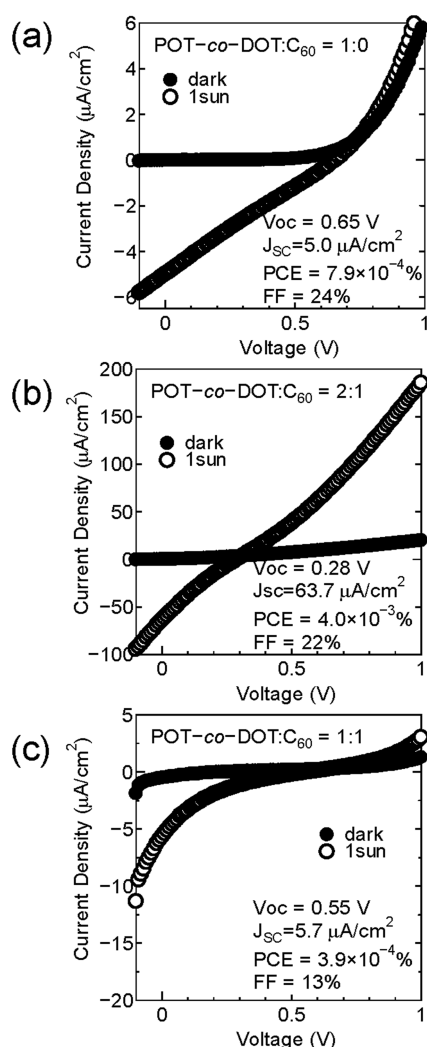 (a)
POT−co−DOT:C₆₀ = 1:0
dark
1sun
Current Density (μA/cm²)
6
4
2
0
−2
−4
−6
Voc = 0.65 V
J_SC=5.0 μA/cm²
PCE = 7.9×10⁻⁴%
FF = 24%
0 0.5 1
Voltage (V)
(b)
POT−co−DOT:C₆₀ = 2:1
dark
1sun
Current Density (μA/cm²)
200
150
100
50
0
−50
−100
Voc = 0.28 V
Jsc=63.7 μA/cm²
PCE = 4.0×10⁻³%
FF = 22%
0 0.5 1
Voltage (V)
(c)
POT−co−DOT:C₆₀ = 1:1
dark
1sun
Current Density (μA/cm²)
5
0
−5
−10
−15
−20
Voc = 0.55 V
J_SC=5.7 μA/cm²
PCE = 3.9×10⁻⁴%
FF = 13%
0 0.5 1
Voltage (V)